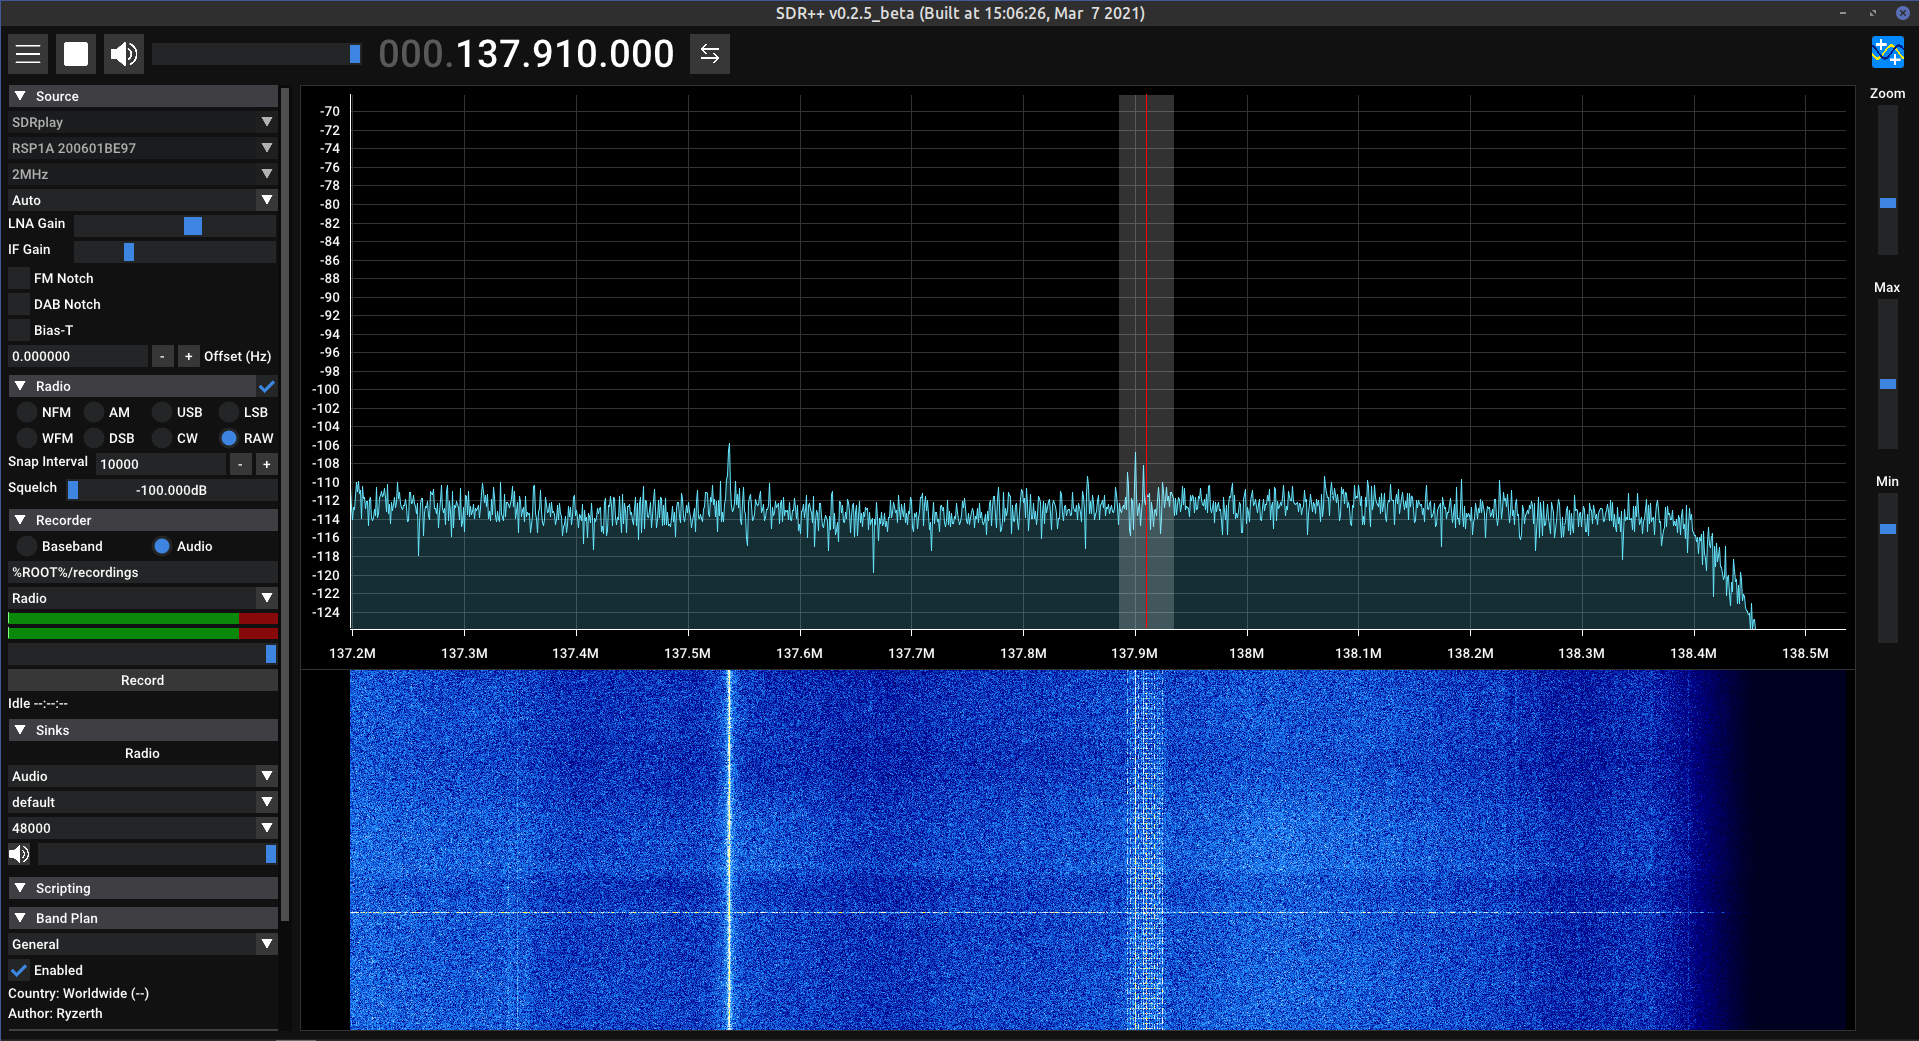 SDR++ v0.2.5_beta (Built at 15:06:26, Mar 7 2021)
000.137.910.000
Source
SDRplay
RSP1A 200601BE97
2MHz
Auto
LNA Gain
IF Gain
FM Notch
DAB Notch
Bias-T
0.000000 - + Offset (Hz)
Radio
NFM AM USB LSB
WFM DSB CW RAW
Snap Interval 10000 - +
Squelch -100.000dB
Recorder
Baseband Audio
%ROOT%/recordings
Radio
Record
Idle --:--:--
Sinks
Radio
Audio
default
48000
Scripting
Band Plan
General
Enabled
Country: Worldwide (--)
Author: Ryzerth
-70
-72
-74
-76
-78
-80
-82
-84
-86
-88
-90
-92
-94
-96
-98
-100
-102
-104
-106
-108
-110
-112
-114
-116
-118
-120
-122
-124
137.2M 137.3M 137.4M 137.5M 137.6M 137.7M 137.8M 137.9M 138M 138.1M 138.2M 138.3M 138.4M 138.5M
Zoom
Max
Min